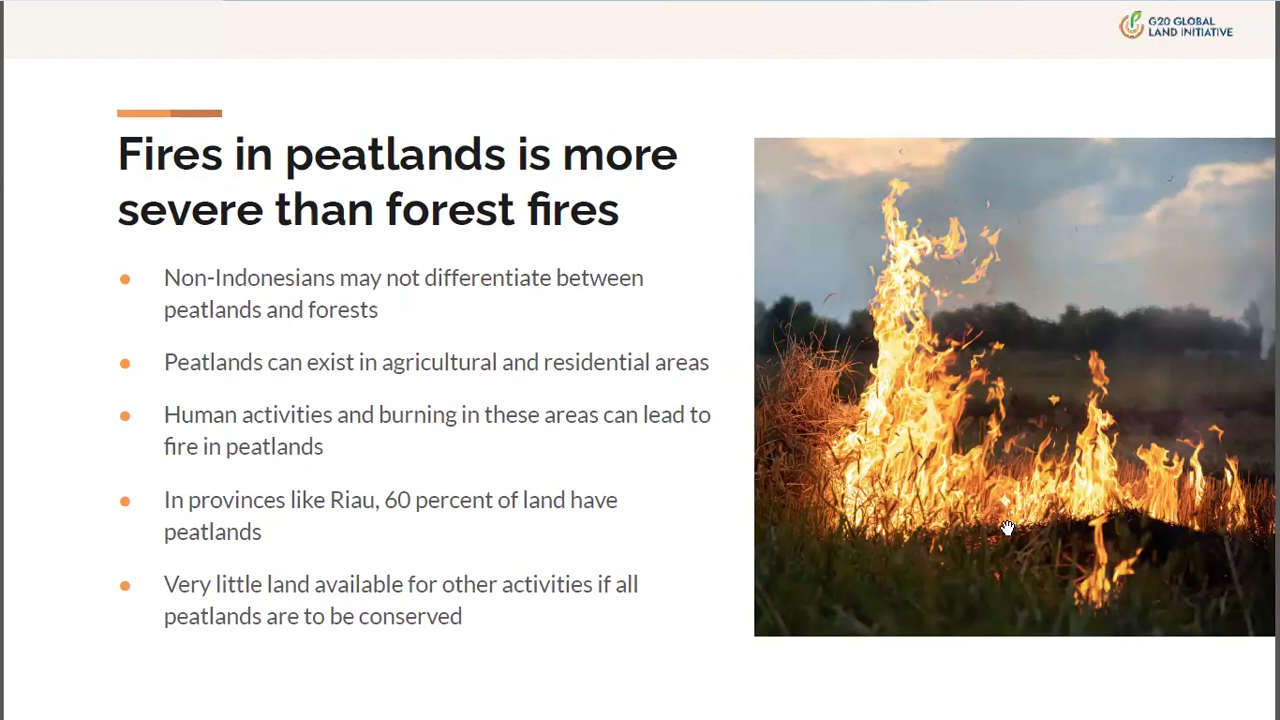 G20 GLOBAL
LAND INITIATIVE
Fires in peatlands is more
severe than forest fires
Non-Indonesians may not differentiate between
peatlands and forests
Peatlands can exist in agricultural and residential areas
Human activities and burning in these areas can lead to
fire in peatlands
In provinces like Riau, 60 percent of land have
peatlands
Very little land available for other activities if all
peatlands are to be conserved